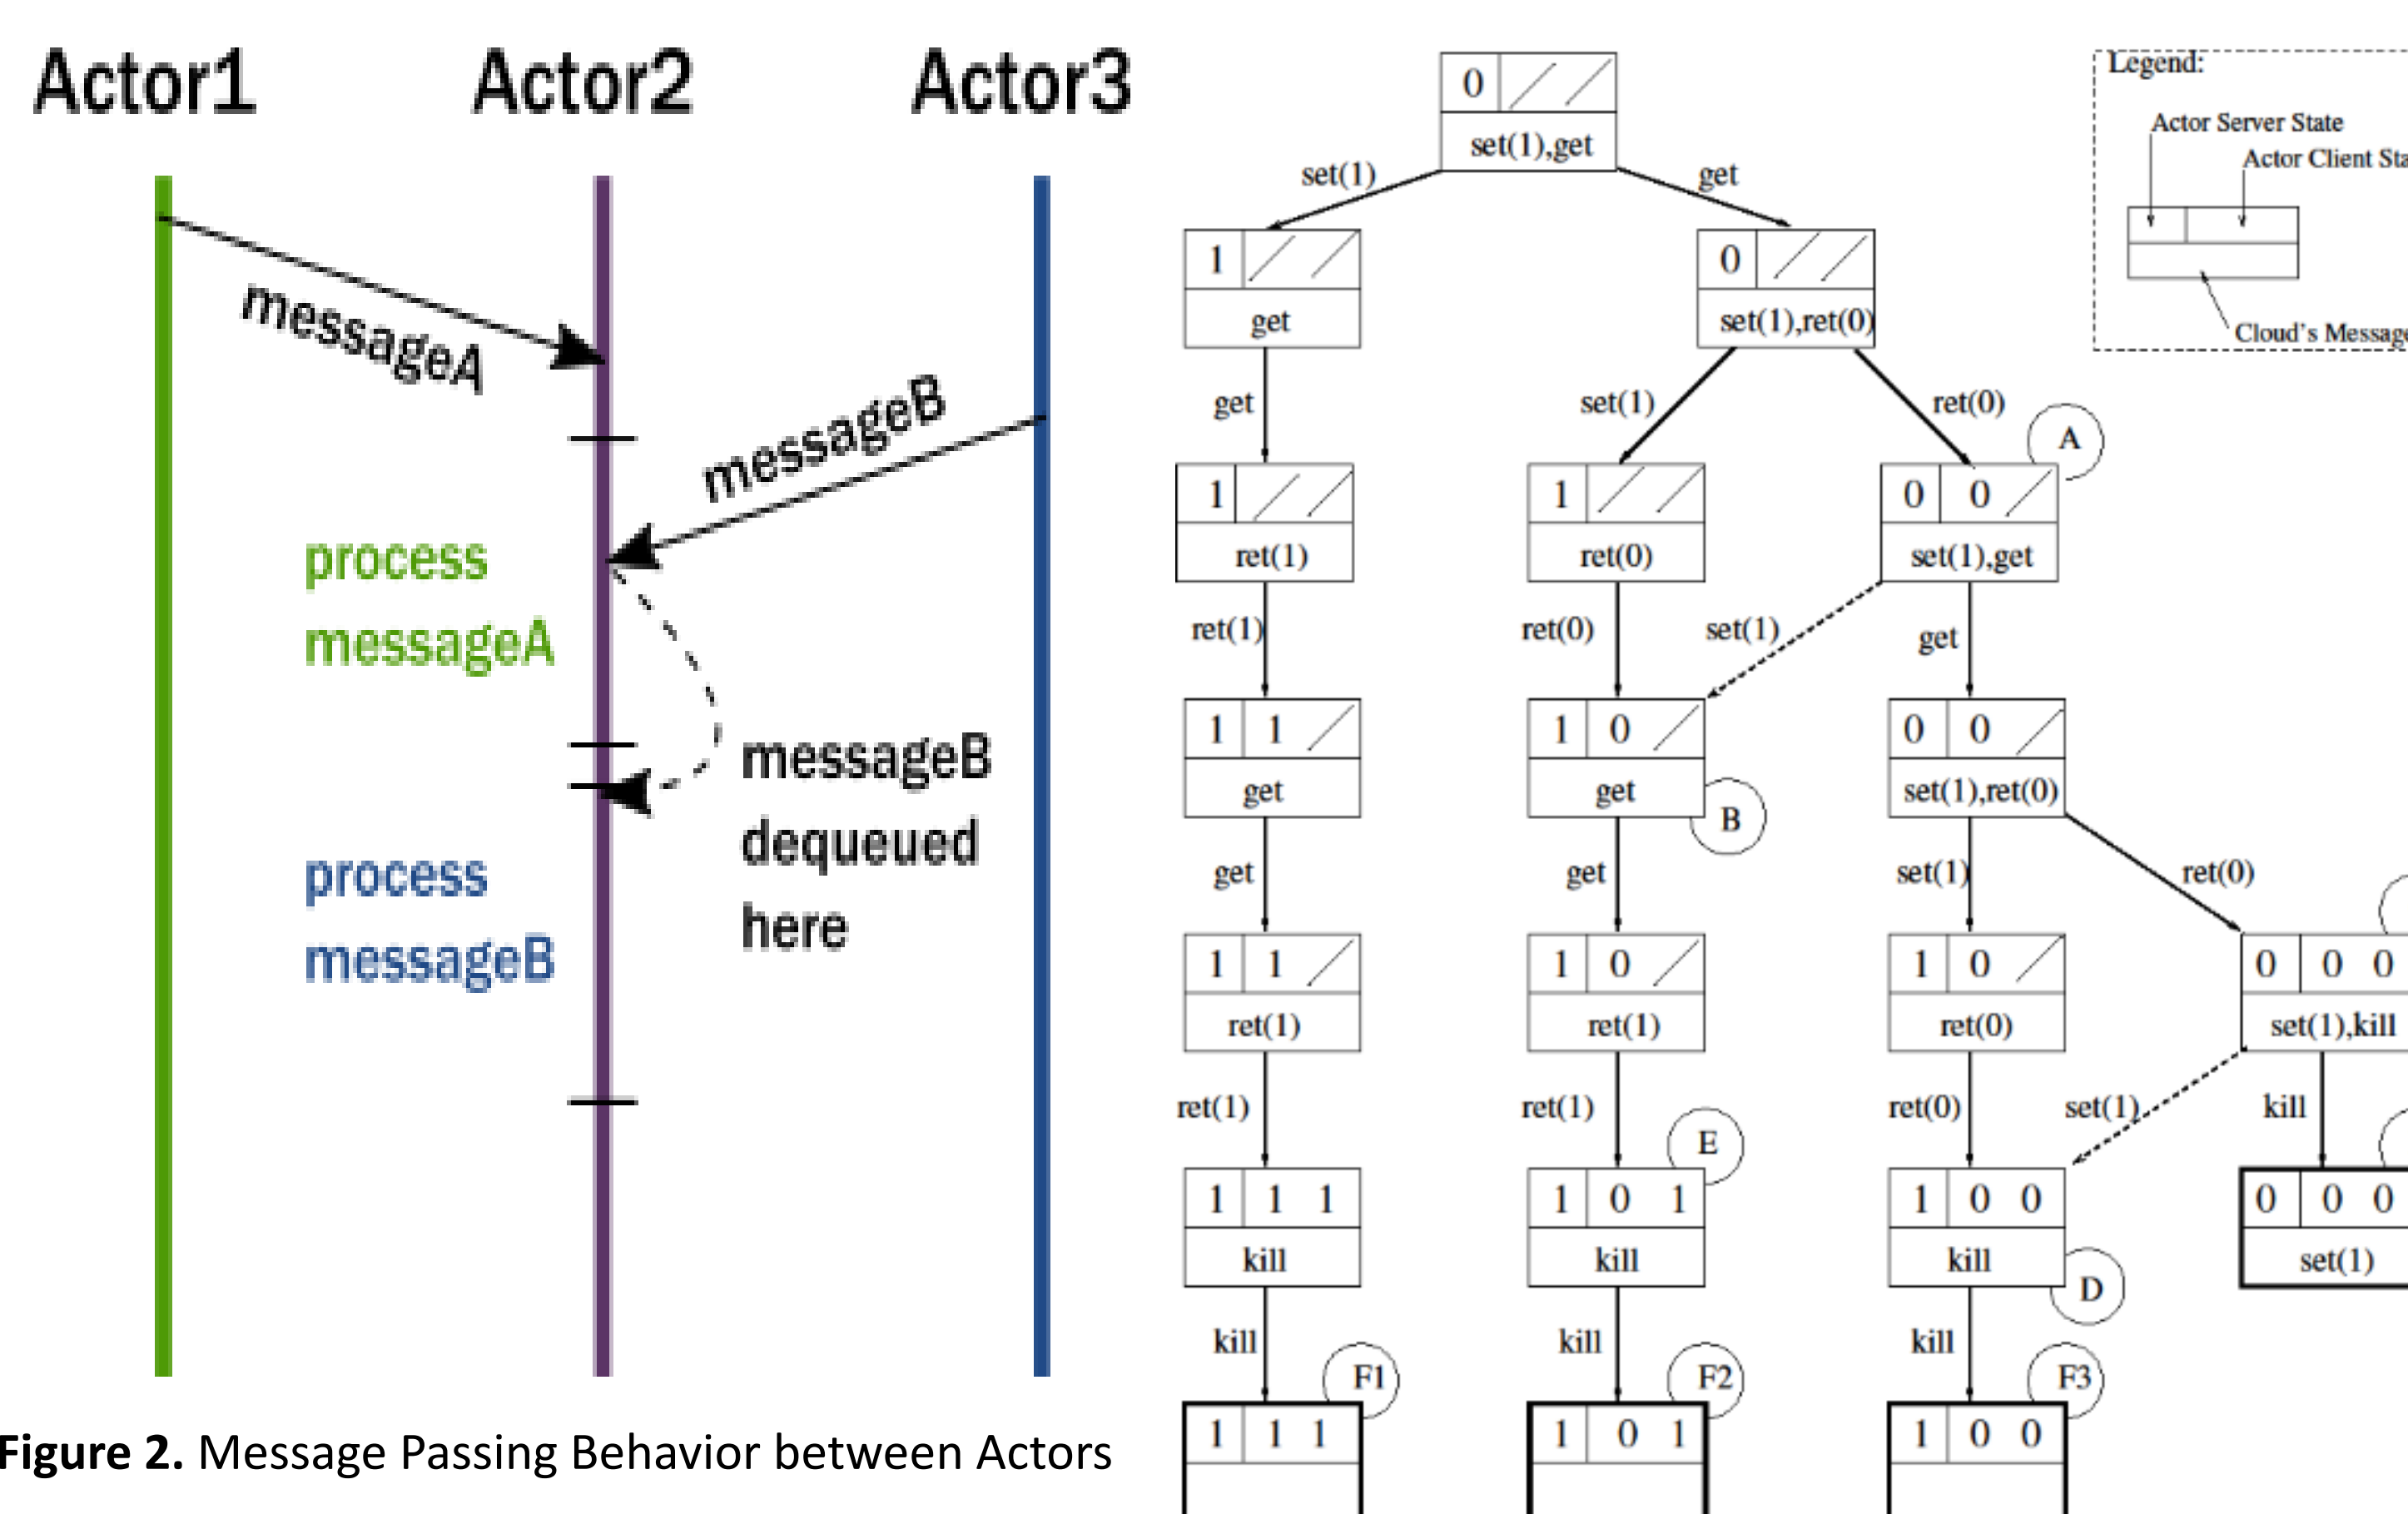 Actor1
Actor2
Actor3
messageA
messageB
process
messageA
messageB
dequeued
here
process
messageB
Figure 2. Message Passing Behavior between Actors
0
set(1),get
set(1)
get
1
get
0
set(1),ret(0)
get
set(1)
ret(0)
A
1
ret(1)
1
ret(0)
0 0
set(1),get
ret(1)
ret(0)
set(1)
get
1 1
get
1 0
get
B
0 0
set(1),ret(0)
get
get
set(1)
ret(0)
1 1
ret(1)
1 0
ret(1)
1 0
ret(0)
0 0 0
set(1),kill
ret(1)
ret(1)
E
ret(0)
set(1)
kill
1 1 1
kill
1 0 1
kill
1 0 0
kill
D
0 0 0
set(1)
kill
kill
kill
F1
F2
F3
1 1 1
1 0 1
1 0 0
Legend:
Actor Server State
Actor Client
Cloud's